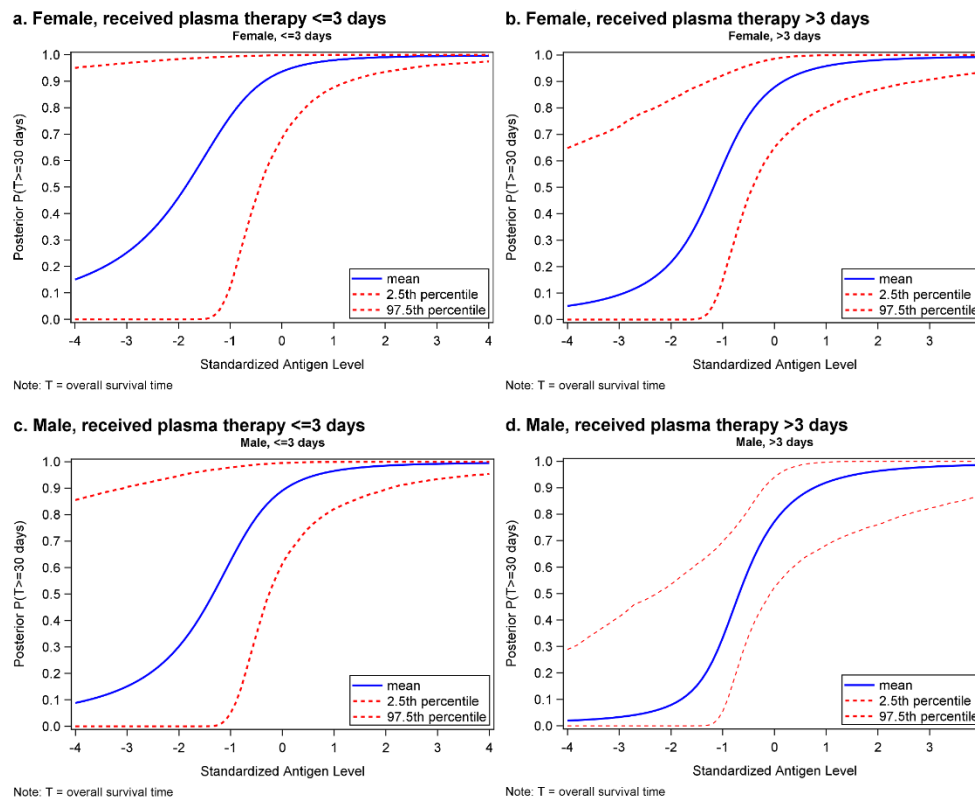 a. Female, received plasma therapy <=3 days
Female, <=3 days
Posterior P(T>=30 days)
1.0
0.9
0.8
0.7
0.6
0.5
0.4
0.3
0.2
0.1
0.0
mean
2.5th percentile
97.5th percentile
-4 -3 -2 -1 0 1 2 3 4
Standardized Antigen Level
Note: T = overall survival time
b. Female, received plasma therapy >3 days
Female, >3 days
Posterior P(T>=30 days)
1.0
0.9
0.8
0.7
0.6
0.5
0.4
0.3
0.2
0.1
0.0
mean
2.5th percentile
97.5th percentile
-4 -3 -2 -1 0 1 2 3
Standardized Antigen Level
Note: T = overall survival time
c. Male, received plasma therapy <=3 days
Male, <=3 days
Posterior P(T>=30 days)
1.0
0.9
0.8
0.7
0.6
0.5
0.4
0.3
0.2
0.1
0.0
mean
2.5th percentile
97.5th percentile
-4 -3 -2 -1 0 1 2 3 4
Standardized Antigen Level
Note: T = overall survival time
d. Male, received plasma therapy >3 days
Male, >3 days
Posterior P(T>=30 days)
1.0
0.9
0.8
0.7
0.6
0.5
0.4
0.3
0.2
0.1
0.0
mean
2.5th percentile
97.5th percentile
-4 -3 -2 -1 0 1 2 3
Standardized Antigen Level
Note: T = overall survival time